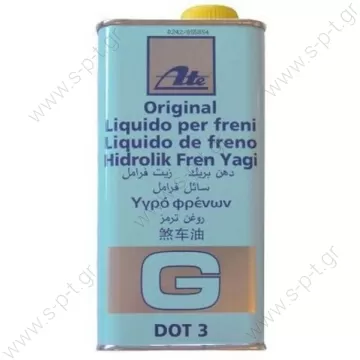 Ate
Original
Liquido per freni
Liquido de freno
Hidrolik Fren Yagi
دهن بريك، زيت فرامل
سائل فرامل
Υγρό φρένων
روغن ترمز
煞车油
G
DOT 3
www.s-p-t.gr